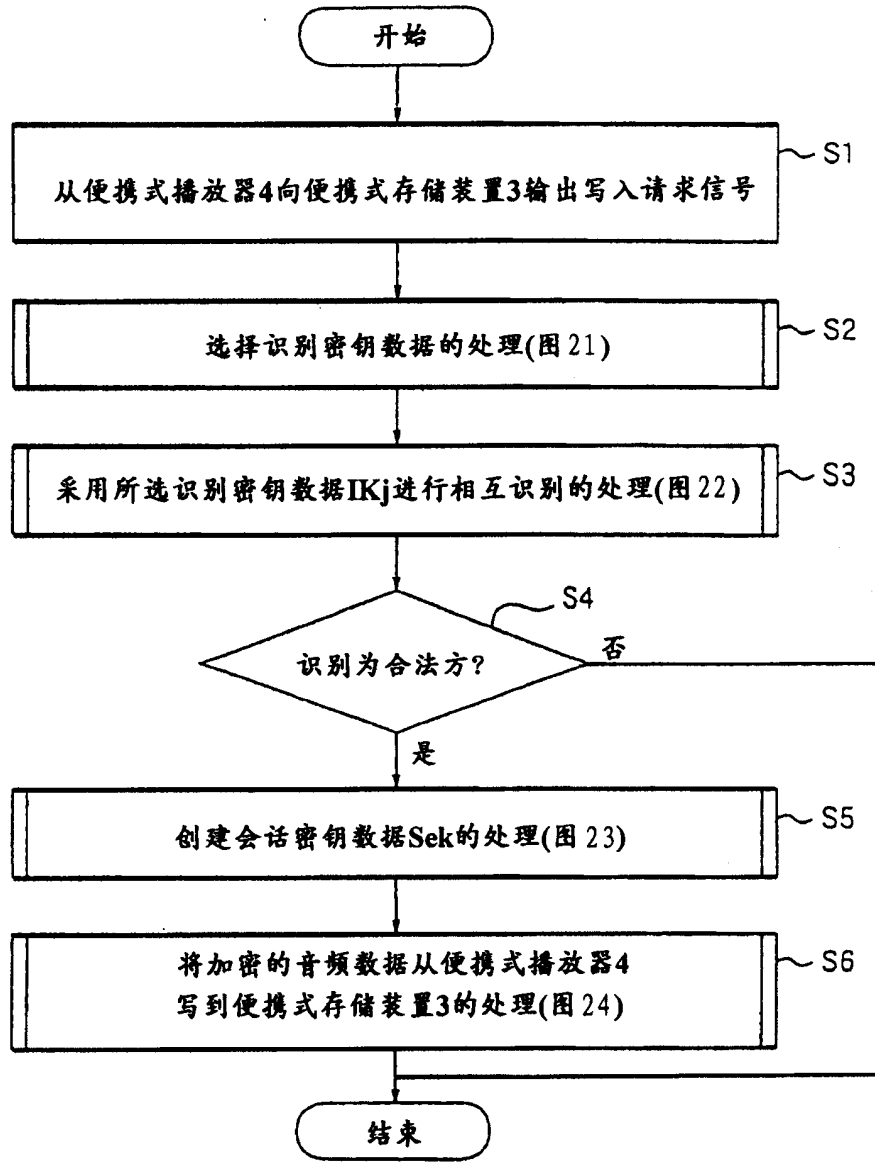 开始
从便携式播放器4向便携式存储装置3输出写入请求信号
S1
选择识别密钥数据的处理(图21)
S2
采用所选识别密钥数据IKj进行相互识别的处理(图22)
S3
S4
识别为合法方?
否
是
创建会话密钥数据Sek的处理(图23)
S5
将加密的音频数据从便携式播放器4
写到便携式存储装置3的处理(图24)
S6
结束